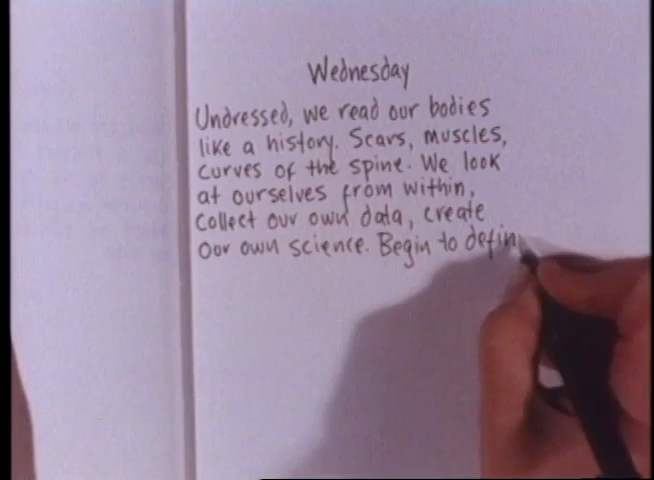 Wednesday
Undressed, we read our bodies
like a history. Scars, muscles,
curves of the spine. We look
at ourselves from within,
collect our own data, create
our own science. Begin to defin